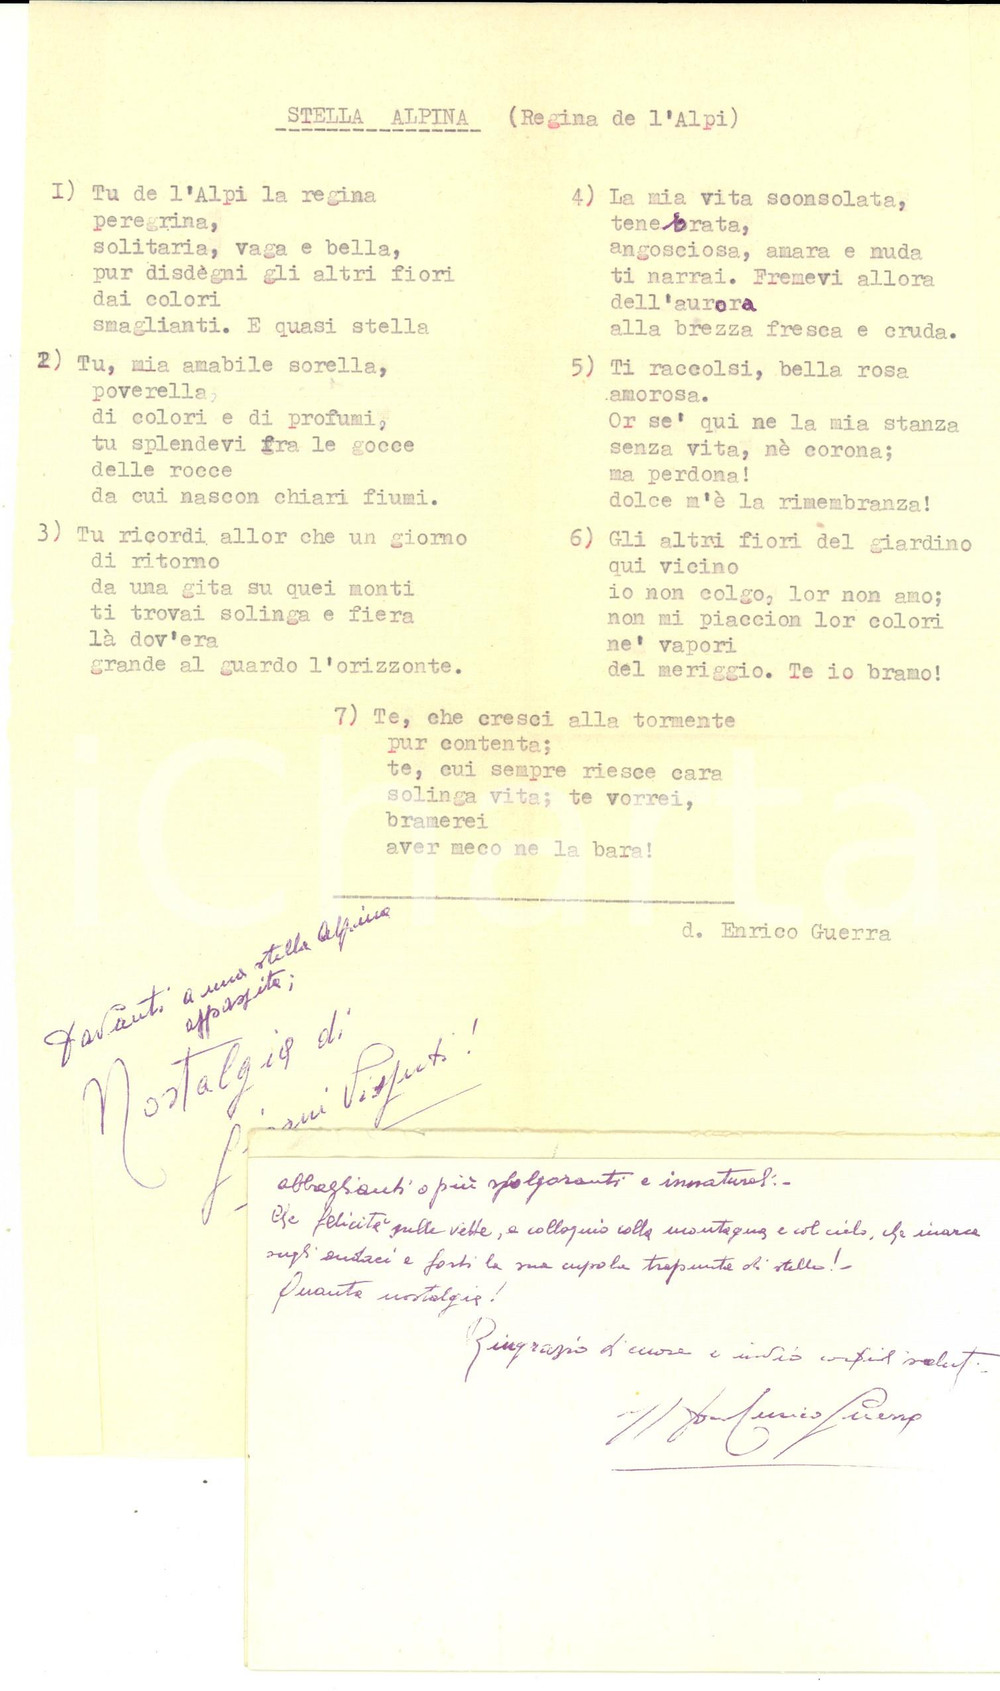 STELLA ALPINA (Regina de l'Alpi)
I) Tu de l'Alpi la regina
peregrina,
solitaria, vaga e bella,
pur disdègni gli altri fiori
dai colori
smaglianti. E quasi stella
2) Tu, mia amabile sorella,
poverella,
di colori e di profumi,
tu splendevi fra le gocce
delle rocce
da cui nascon chiari fiumi.
3) Tu ricordi allor che un giorno
di ritorno
da una gita su quei monti
ti trovai solinga e fiera
là dov'era
grande al guardo l'orizzonte.
4) La mia vita sconsolata,
tenebrata,
angosciosa, amara e nuda
ti narrai. Fremevi allora
dell'aurora
alla brezza fresca e cruda.
5) Ti raccolsi, bella rosa
amorosa.
Or se' qui ne la mia stanza
senza vita, nè corona;
ma perdona!
dolce m'è la rimembranza!
6) Gli altri fiori del giardino
qui vicino
io non colgo, lor non amo;
non mi piaccion lor colori
ne' vapori
del meriggio. Te io bramo!
7) Te, che cresci alla tormente
pur contenta;
te, cui sempre riesce cara
solinga vita; te vorrei,
bramerei
aver meco ne la bara!
d. Enrico Guerra
Davanti a una stella alpina
appassita;
Nostalgia di
giorni vissuti!
abbaglianti o più sfolgoranti e innaturali.-
Che felicità sulle vette, a colloquio colla montagna e col cielo, che inarca
sugli audaci e forti la sua cupola trapunta di stelle!-
Quanta nostalgia!
Ringrazio di cuore e invio cordiali saluti.-
Don Enrico Guerra
iCharta